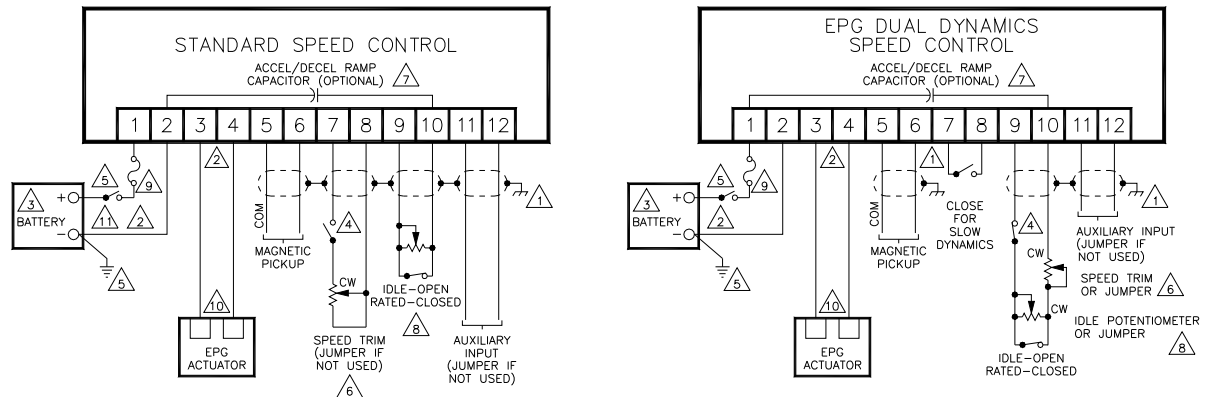 STANDARD SPEED CONTROL
ACCEL/DECEL RAMP
CAPACITOR (OPTIONAL) 7
1 2 3 4 5 6 7 8 9 10 11 12
2
5
9
3
BATTERY
+
-
11 2
5
COM
MAGNETIC
PICKUP
4
CW
IDLE-OPEN
RATED-CLOSED
8
1
10
EPG
ACTUATOR
SPEED TRIM
(JUMPER IF
NOT USED)
6
AUXILIARY
INPUT
(JUMPER IF
NOT USED)
EPG DUAL DYNAMICS
SPEED CONTROL
ACCEL/DECEL RAMP
CAPACITOR (OPTIONAL) 7
1 2 3 4 5 6 7 8 9 10 11 12
2
1
5
9
3
BATTERY
+
-
2
5
COM
MAGNETIC
PICKUP
CLOSE
FOR
SLOW
DYNAMICS
4
1
AUXILIARY INPUT
(JUMPER IF
NOT USED)
CW
SPEED TRIM
OR JUMPER 6
CW
IDLE POTENTIOMETER
OR JUMPER
8
IDLE-OPEN
RATED-CLOSED
10
EPG
ACTUATOR